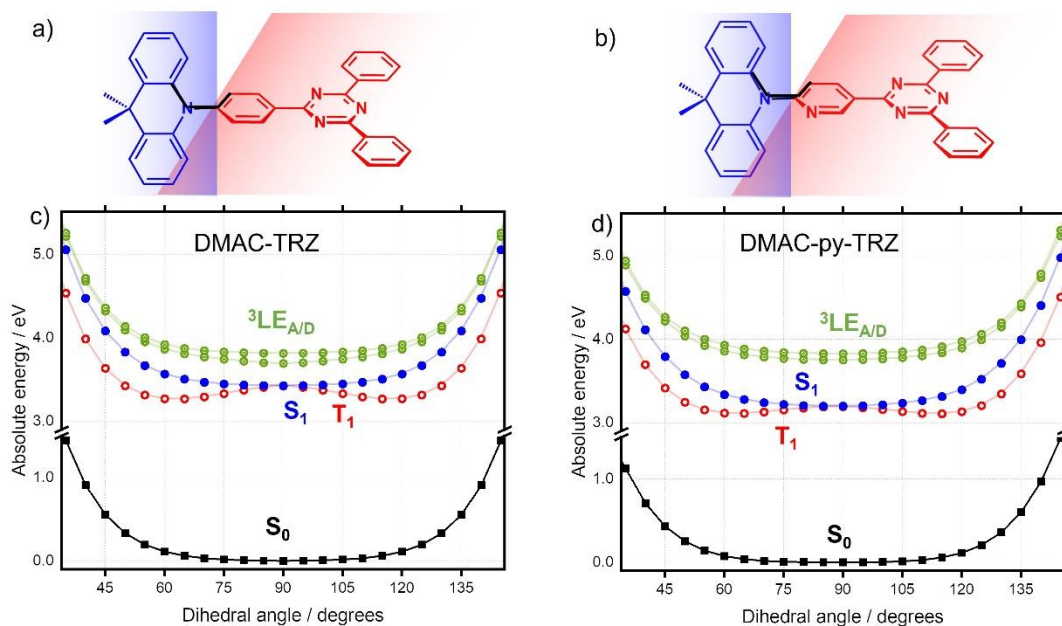 a)
b)
N
N
N
N
N
N
N
N
N
c)
DMAC-TRZ
d)
DMAC-py-TRZ
5.0
4.0
3.0
1.0
0.0
Absolute energy / eV
³LE_A/D
S₁
T₁
S₀
45 60 75 90 105 120 135
Dihedral angle / degrees
5.0
4.0
3.0
1.0
0.0
Absolute energy / eV
³LE_A/D
S₁
T₁
S₀
45 60 75 90 105 120 135
Dihedral angle / degrees